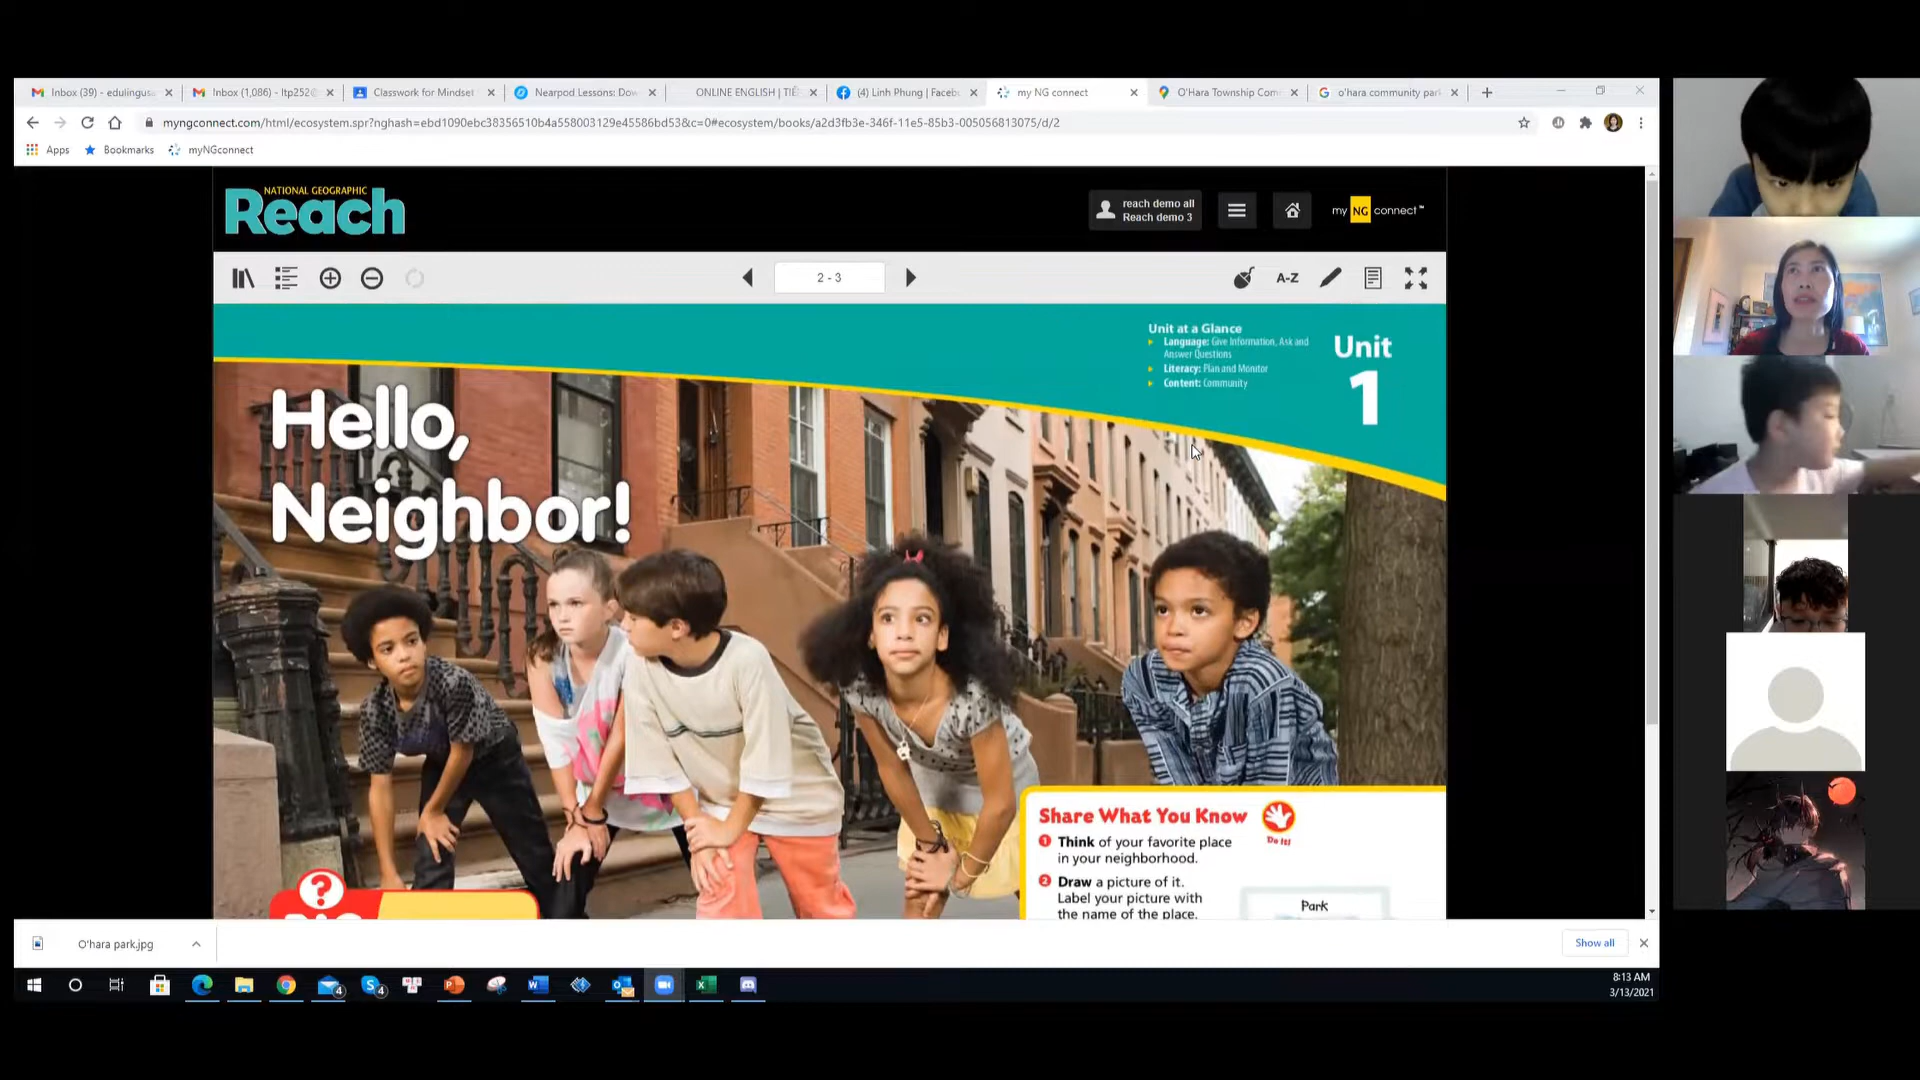 Inbox (39) - edulingus
Inbox (1,086) - ltp252@
Classwork for Mindset
Nearpod Lessons: Dow
ONLINE ENGLISH | TIẾ
(4) Linh Phung | Facebo
my NG connect
O'Hara Township Com
o'hara community park
myngconnect.com/html/ecosystem.spr?nghash=ebd1090ebc38356510b4a558003129e45586bd53&c=0#ecosystem/books/a2d3fb3e-346f-11e5-85b3-005056813075/d/2
Apps
Bookmarks
myNGconnect
NATIONAL GEOGRAPHIC
Reach
reach demo all
Reach demo 3
my NG connect™
2 - 3
A-Z
Unit at a Glance
Language: Give Information, Ask and
Answer Questions
Literacy: Plan and Monitor
Content: Community
Unit
1
Hello,
Neighbor!
Share What You Know
Do It!
1 Think of your favorite place
in your neighborhood.
2 Draw a picture of it.
Label your picture with
the name of the place.
Park
?
O'hara park.jpg
Show all
4
4
8:13 AM
3/13/2021